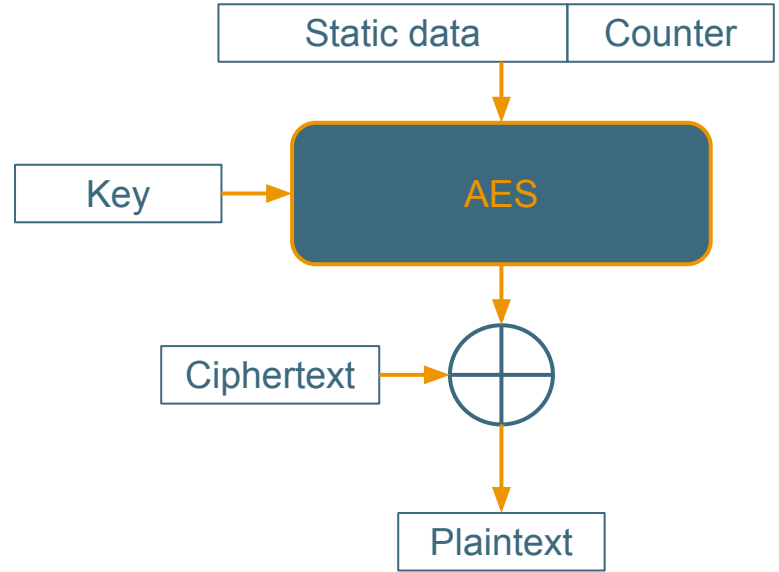 Static data
Counter
Key
AES
Ciphertext
Plaintext